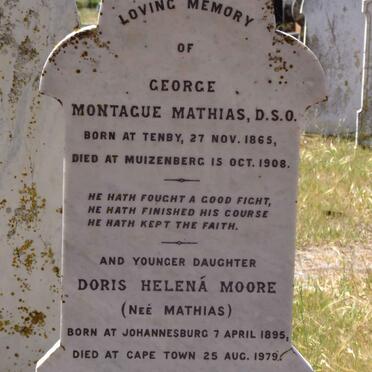 LOVING MEMORY
OF
GEORGE
MONTAGUE MATHIAS, D.S.O.
BORN AT TENBY, 27 NOV. 1865,
DIED AT MUIZENBERG 15 OCT. 1908.
HE HATH FOUGHT A GOOD FIGHT,
HE HATH FINISHED HIS COURSE
HE HATH KEPT THE FAITH.
AND YOUNGER DAUGHTER
DORIS HELENÁ MOORE
(NEÉ MATHIAS)
BORN AT JOHANNESBURG 7 APRIL 1895,
DIED AT CAPE TOWN 25 AUG. 1979.